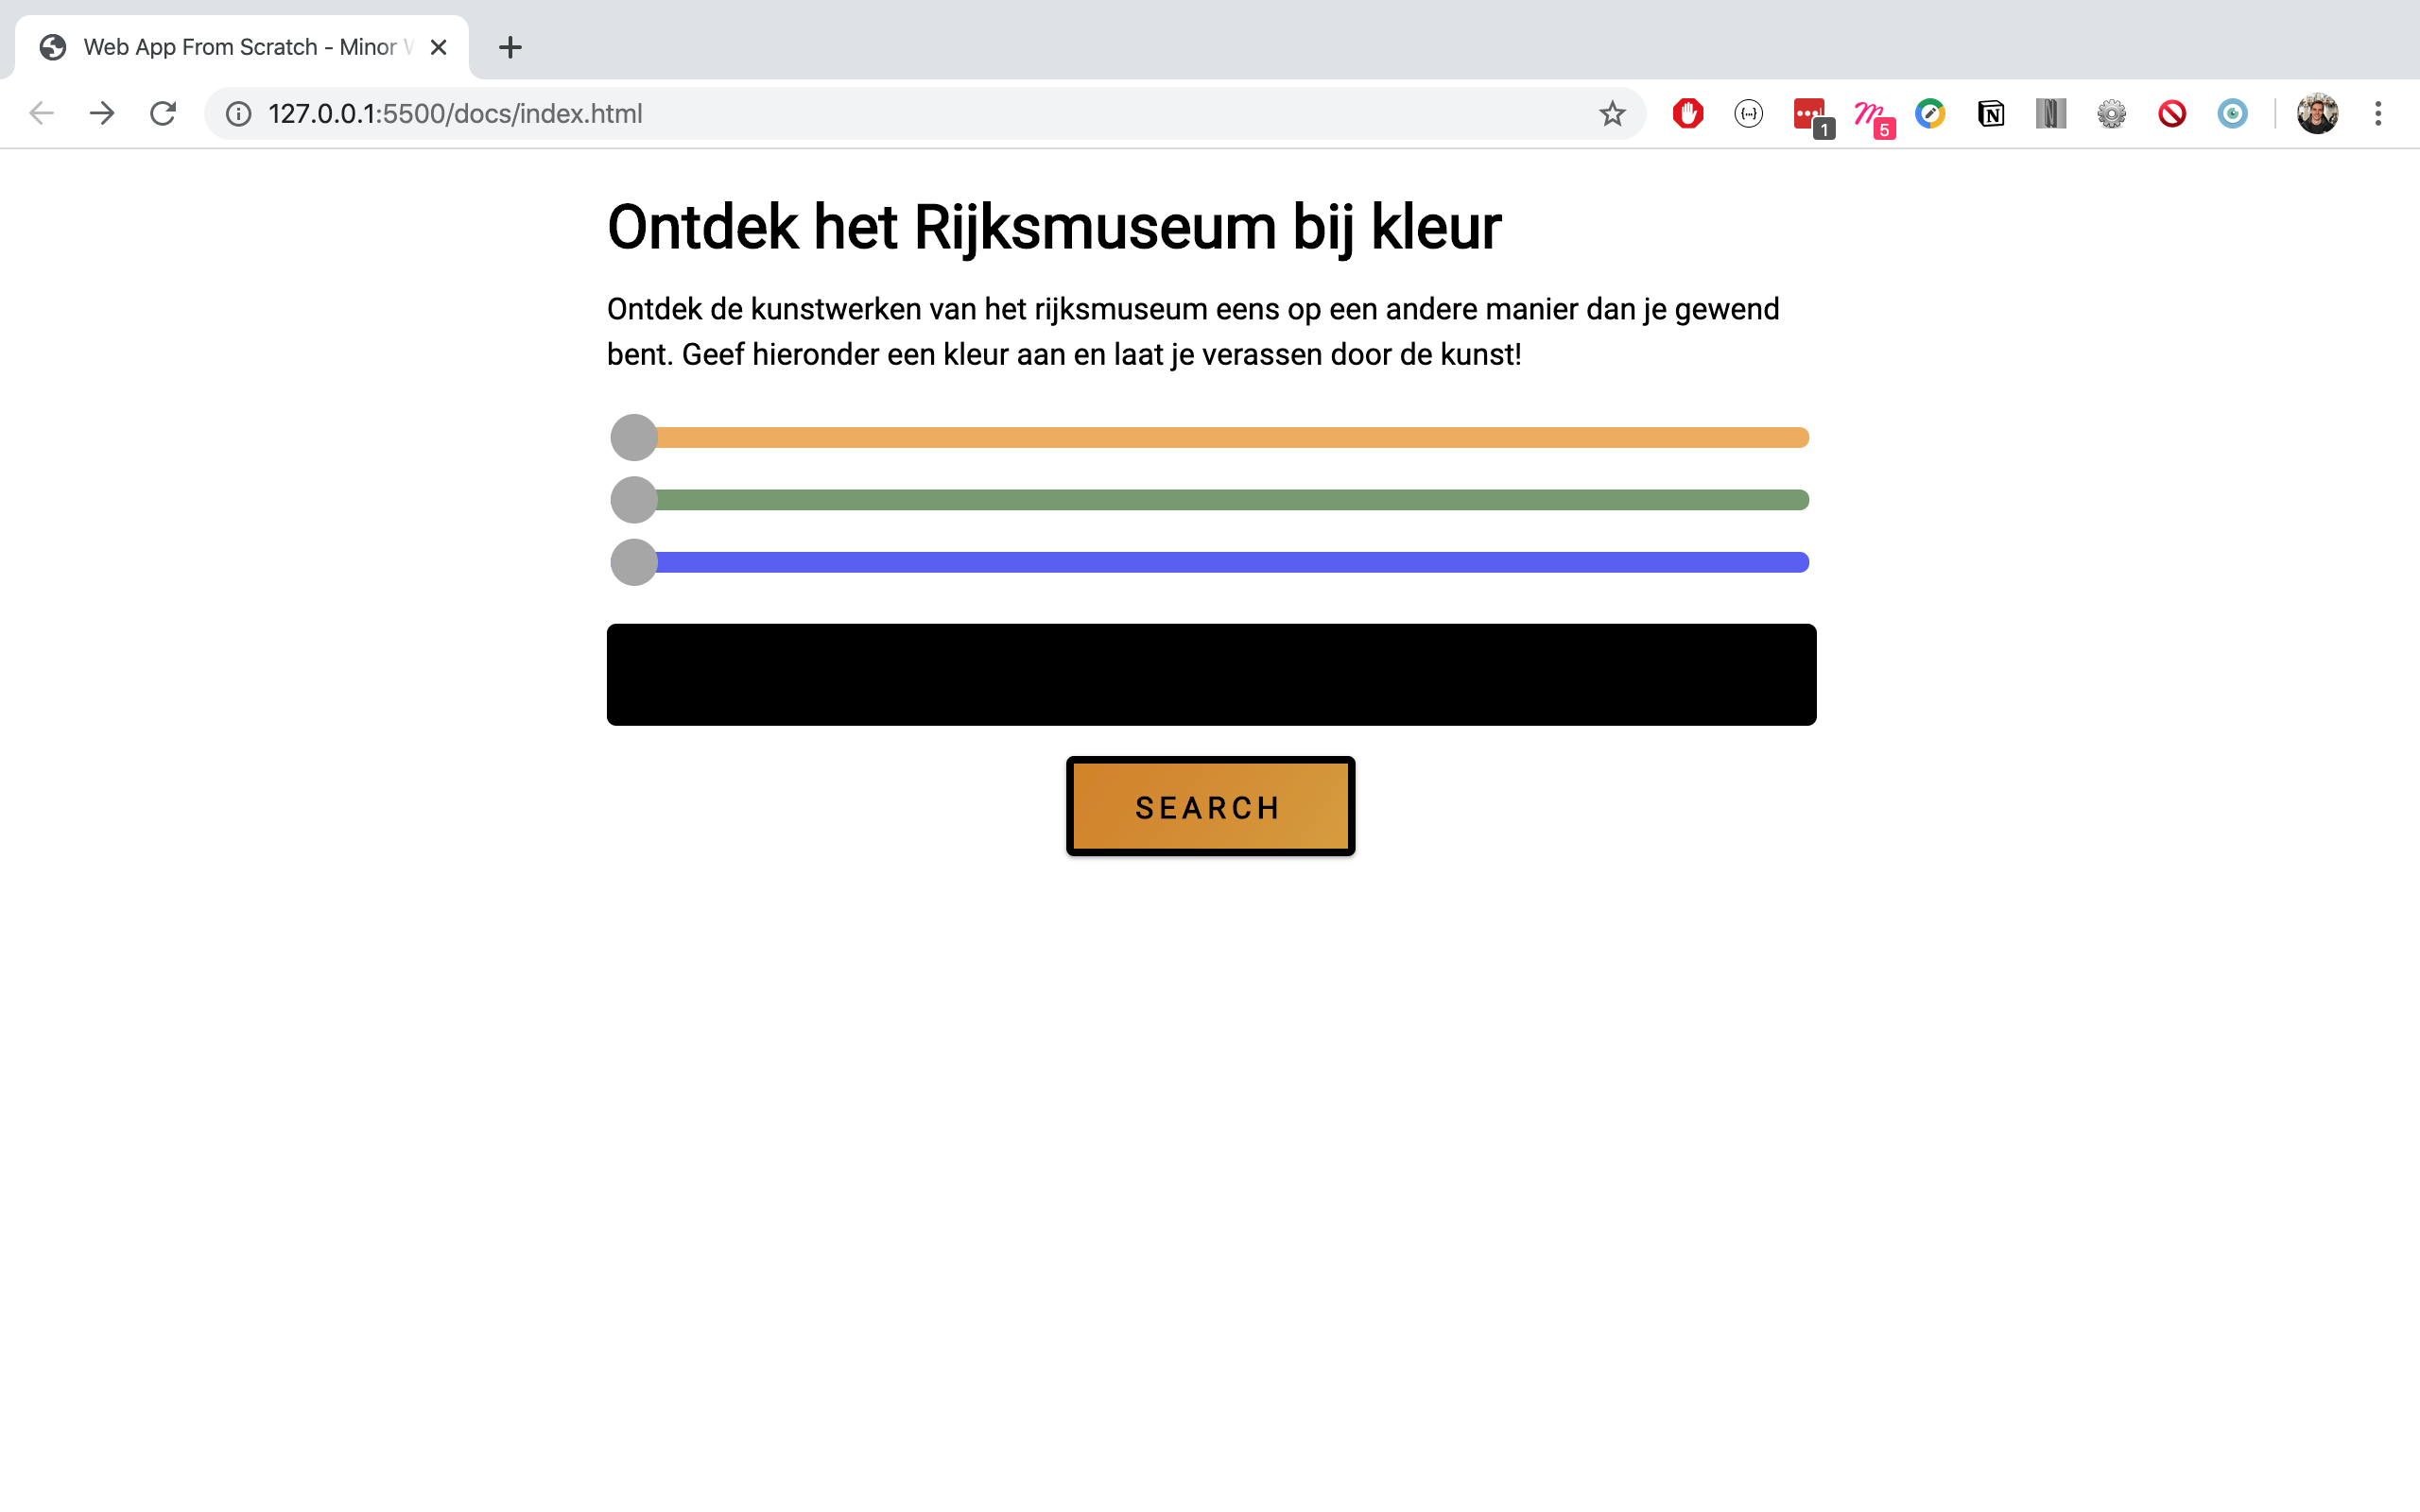 Web App From Scratch - Minor W
127.0.0.1:5500/docs/index.html
1
5
N
Ontdek het Rijksmuseum bij kleur
Ontdek de kunstwerken van het rijksmuseum eens op een andere manier dan je gewend
bent. Geef hieronder een kleur aan en laat je verassen door de kunst!
SEARCH